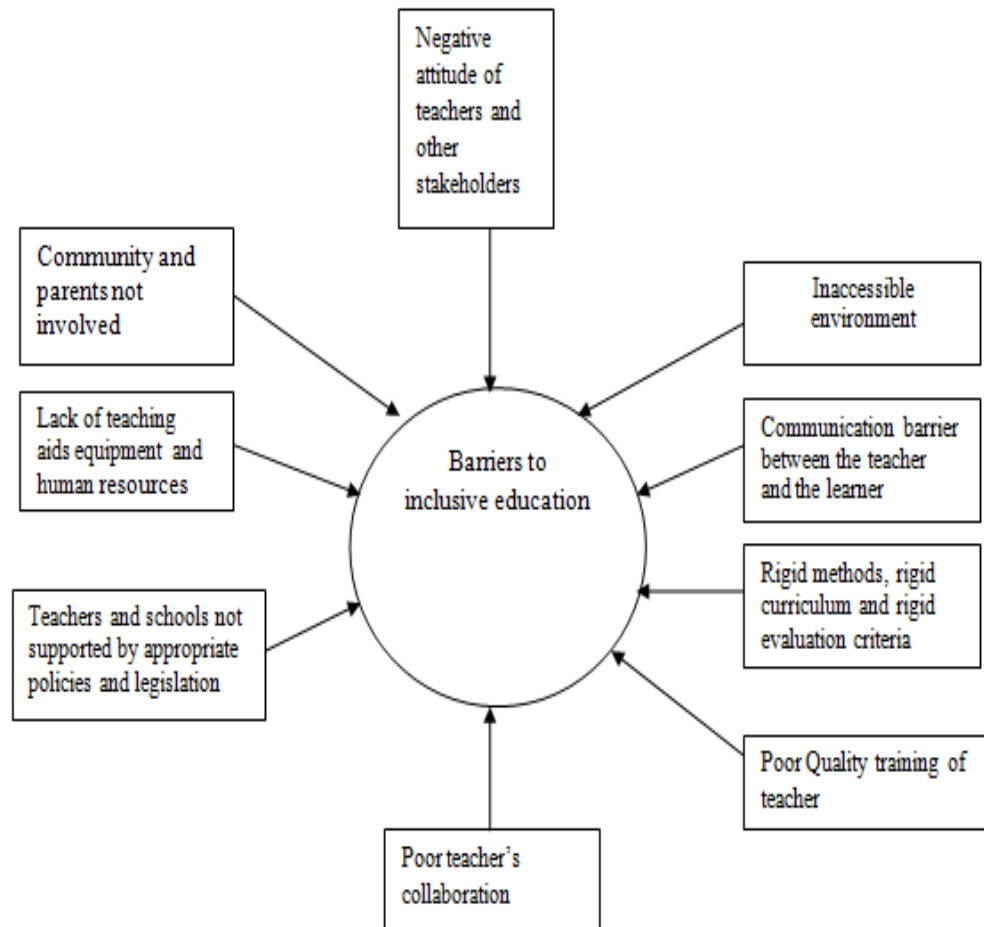 Negative
attitude of
teachers and
other
stakeholders
Community and
parents not
involved
Inaccessible
environment
Lack of teaching
aids equipment and
human resources
Barriers to
inclusive education
Communication barrier
between the teacher
and the learner
Rigid methods, rigid
curriculum and rigid
evaluation criteria
Teachers and schools not
supported by appropriate
policies and legislation
Poor Quality training of
teacher
Poor teacher’s
collaboration